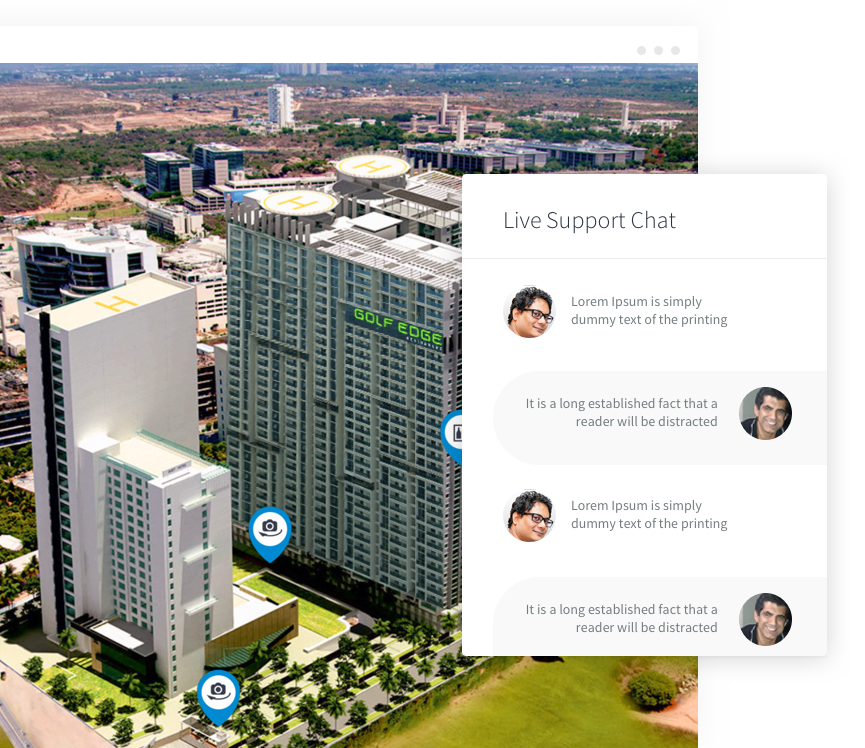 GOLF EDGE
RESIDENCES
Live Support Chat
Lorem Ipsum is simply
dummy text of the printing
It is a long established fact that a
reader will be distracted
Lorem Ipsum is simply
dummy text of the printing
It is a long established fact that a
reader will be distracted
H
H
H